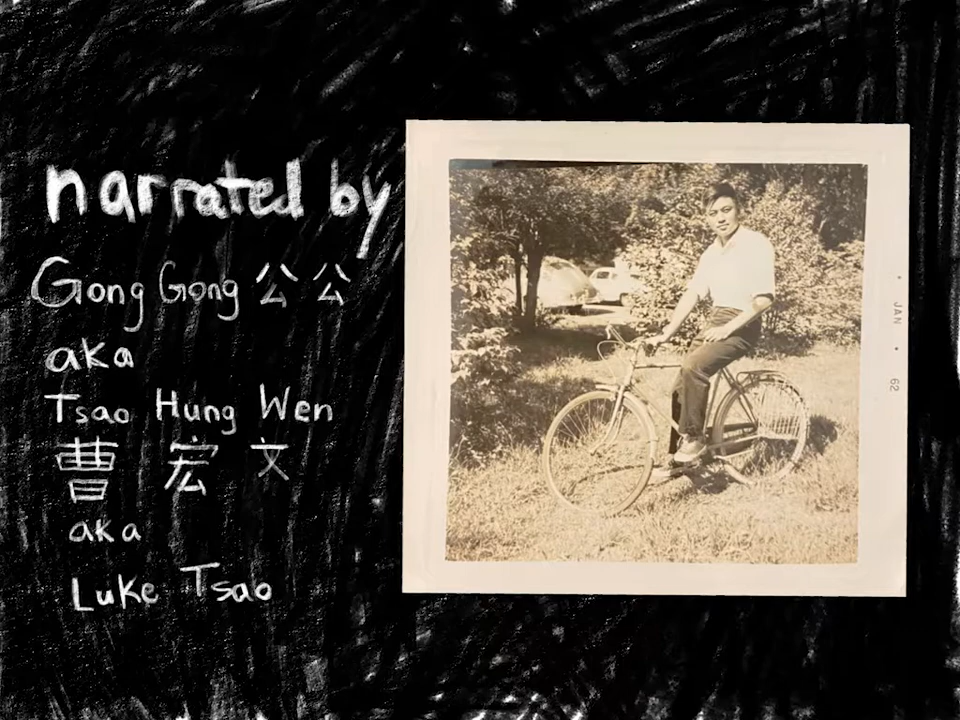 narrated by
Gong Gong 公公
aka
Tsao Hung Wen
曹 宏 文
aka
Luke Tsao
• JAN • 62